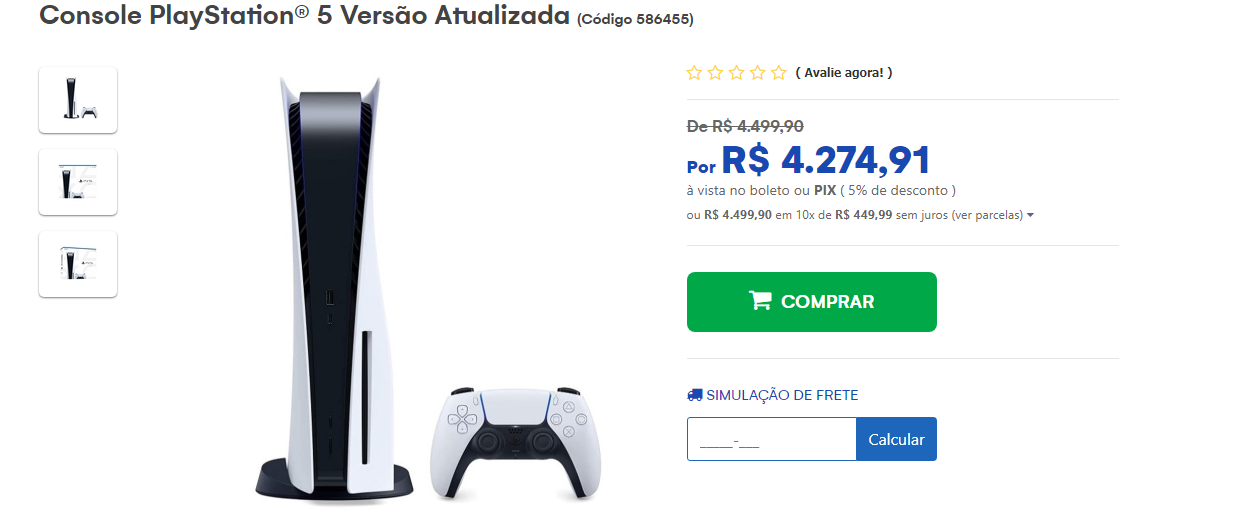 Console PlayStation® 5 Versão Atualizada (Código 586455)
( Avalie agora! )
De R$ 4.499,90
Por R$ 4.274,91
à vista no boleto ou PIX ( 5% de desconto )
ou R$ 4.499,90 em 10x de R$ 449,99 sem juros (ver parcelas)
COMPRAR
SIMULAÇÃO DE FRETE
_____-___
Calcular